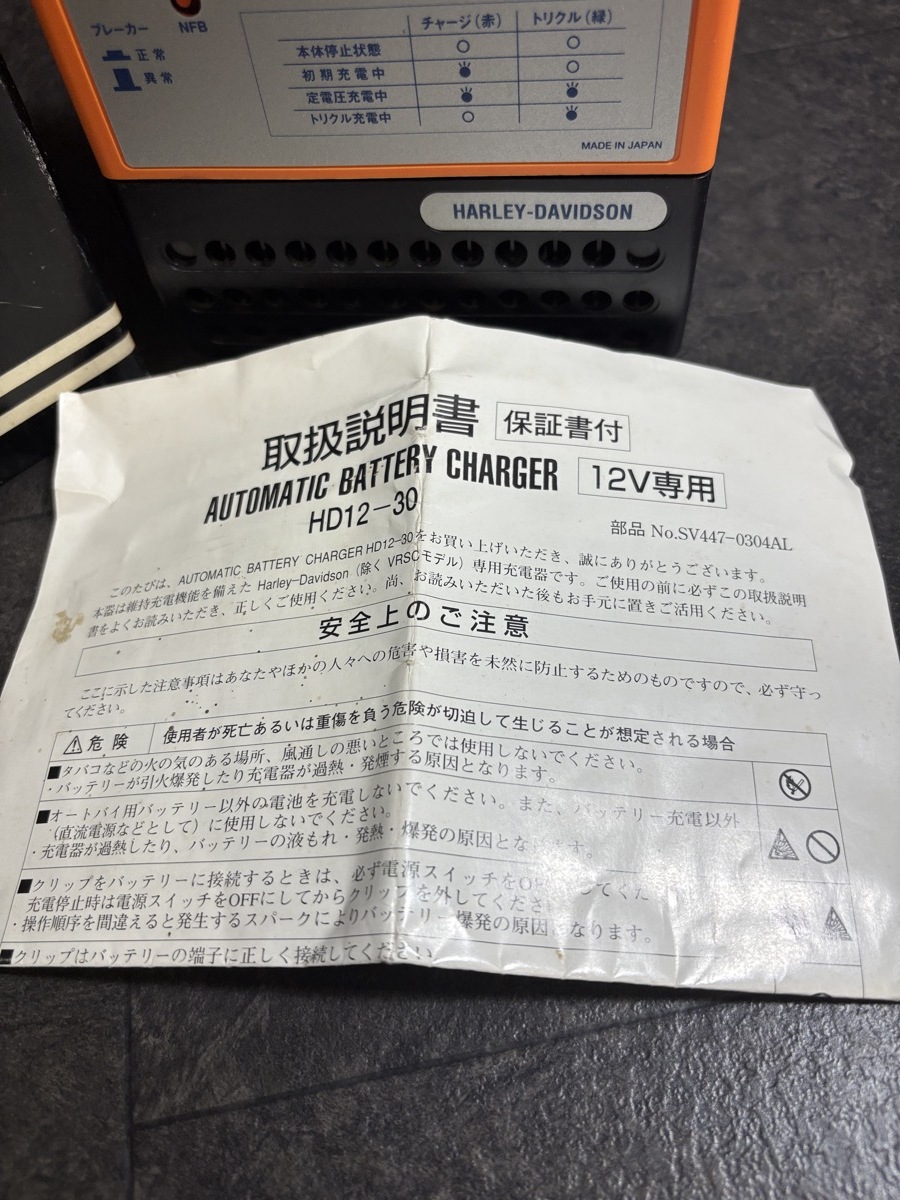 ブレーカー NFB
正常
異常
チャージ(赤) トリクル(緑)
本体停止状態
初期充電中
定電圧充電中
トリクル充電中
MADE IN JAPAN
HARLEY-DAVIDSON
取扱説明書 保証書付
AUTOMATIC BATTERY CHARGER 12V専用
HD12-30
部品 No.SV447-0304AL
このたびは、AUTOMATIC BATTERY CHARGER HD12-30をお買い上げいただき、誠にありがとうございます。
本器は維持充電機能を備えた Harley-Davidson(除く VRSCモデル)専用充電器です。ご使用の前に必ずこの取扱説明
書をよくお読みいただき、正しくご使用ください。尚、お読みいただいた後もお手元に置きご活用ください。
安全上のご注意
ここに示した注意事項はあなたやほかの人々への危害や損害を未然に防止するためのものですので、必ず守っ
てください。
危険 使用者が死亡あるいは重傷を負う危険が切迫して生じることが想定される場合
■タバコなどの火の気のある場所、風通しの悪いところでは使用しないでください。
・バッテリーが引火爆発したり充電器が過熱・発煙する原因となります。
■オートバイ用バッテリー以外の電池を充電しないでください。また、バッテリー充電以外
(直流電源などとして)に使用しないでください。
・充電器が過熱したり、バッテリーの液もれ・発熱・爆発の原因とな す。
■クリップをバッテリーに接続するときは、必ず電源スイッチをO してくだ
充電停止時は電源スイッチをOFFにしてからクリップを外してくださ
・操作順序を間違えると発生するスパークによりバッテリー爆発の原因になります。
■クリップはバッテリーの端子に正しく接続してください